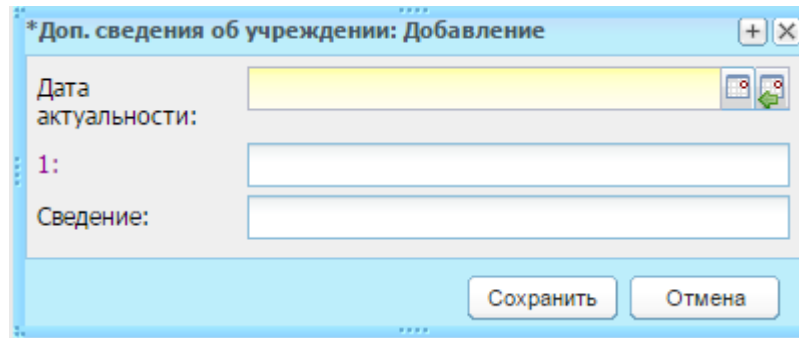 *Доп. сведения об учреждении: Добавление
Дата
актуальности:
1:
Сведение:
Сохранить Отмена